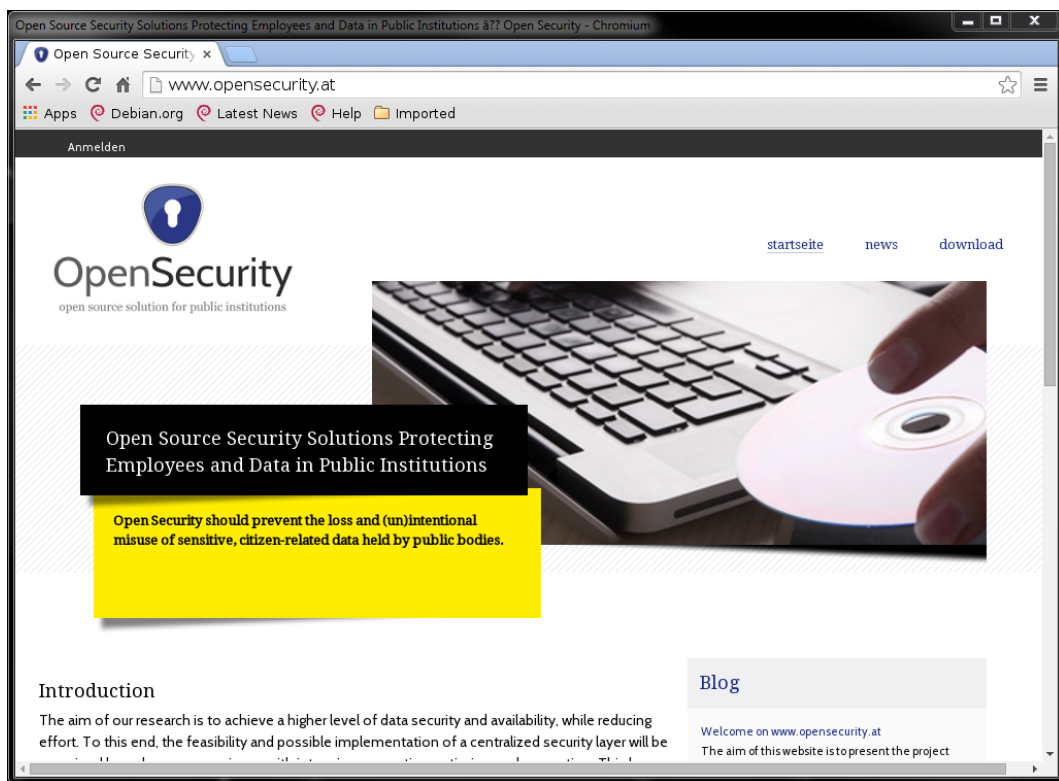 Open Source Security Solutions Protecting Employees and Data in Public Institutions â?? Open Security - Chromium
Open Source Security
www.opensecurity.at
Apps Debian.org Latest News Help Imported
Anmelden
OpenSecurity
open source solution for public institutions
startseite news download
Open Source Security Solutions Protecting
Employees and Data in Public Institutions
Open Security should prevent the loss and (un)intentional
misuse of sensitive, citizen-related data held by public bodies.
Introduction
The aim of our research is to achieve a higher level of data security and availability, while reducing
effort. To this end, the feasibility and possible implementation of a centralized security layer will be
Blog
Welcome on www.opensecurity.at
The aim of this website is to present the project